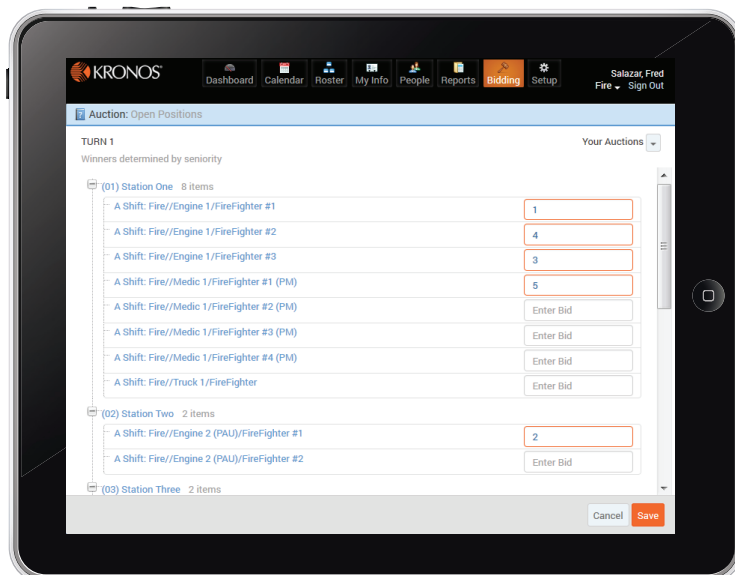 KRONOS®
Dashboard Calendar Roster My Info People Reports Bidding Setup
Salazar, Fred
Fire Sign Out
Auction: Open Positions
TURN 1
Your Auctions
Winners determined by seniority
(01) Station One 8 items
A Shift: Fire//Engine 1/FireFighter #1 1
A Shift: Fire//Engine 1/FireFighter #2 4
A Shift: Fire//Engine 1/FireFighter #3 3
A Shift: Fire//Medic 1/FireFighter #1 (PM) 5
A Shift: Fire//Medic 1/FireFighter #2 (PM) Enter Bid
A Shift: Fire//Medic 1/FireFighter #3 (PM) Enter Bid
A Shift: Fire//Medic 1/FireFighter #4 (PM) Enter Bid
A Shift: Fire//Truck 1/FireFighter Enter Bid
(02) Station Two 2 items
A Shift: Fire//Engine 2 (PAU)/FireFighter #1 2
A Shift: Fire//Engine 2 (PAU)/FireFighter #2 Enter Bid
(03) Station Three 2 items
Cancel Save